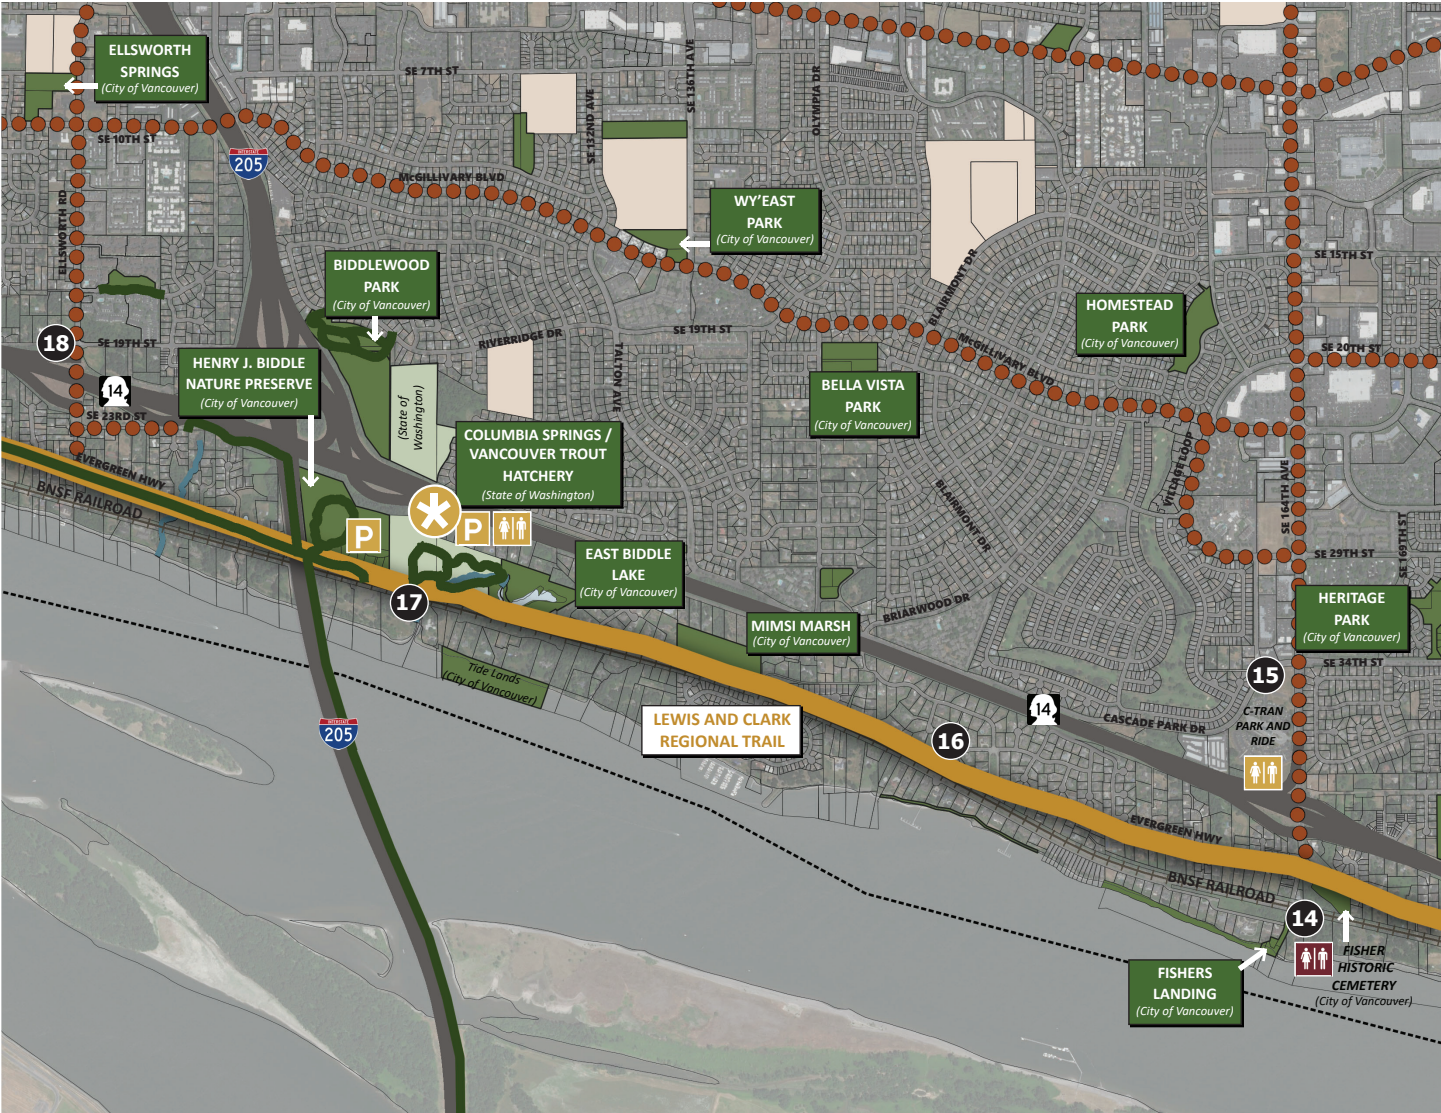 ELLSWORTH
SPRINGS
(City of Vancouver)
SE 7TH ST
SE 132ND AVE
SE 136TH AVE
OLYMPIA DR
SE 10TH ST
INTERSTATE
205
McGILLIVARY BLVD
ELLSWORTH RD
WY'EAST
PARK
(City of Vancouver)
SE 15TH ST
BIDDLEWOOD
PARK
(City of Vancouver)
BLAIRMONT DR
HOMESTEAD
PARK
(City of Vancouver)
18
SE 19TH ST
RIVERRIDGE DR
SE 19TH ST
McGILLIVARY BLVD
SE 20TH ST
HENRY J. BIDDLE
NATURE PRESERVE
(City of Vancouver)
14
SE 23RD ST
(State of
Washington)
TALTON AVE
BELLA VISTA
PARK
(City of Vancouver)
COLUMBIA SPRINGS /
VANCOUVER TROUT
HATCHERY
(State of Washington)
VILLAGE LOOP
SE 164TH AVE
EVERGREEN HWY
BNSF RAILROAD
BLAIRMONT DR
P
P
SE 29TH ST
SE 169TH ST
EAST BIDDLE
LAKE
(City of Vancouver)
17
BRIARWOOD DR
HERITAGE
PARK
(City of Vancouver)
MIMSI MARSH
(City of Vancouver)
SE 34TH ST
Tide Lands
(City of Vancouver)
15
C-TRAN
PARK AND
RIDE
14
CASCADE PARK DR
LEWIS AND CLARK
REGIONAL TRAIL
INTERSTATE
205
16
EVERGREEN HWY
BNSF RAILROAD
14
FISHER
HISTORIC
CEMETERY
(City of Vancouver)
FISHERS
LANDING
(City of Vancouver)